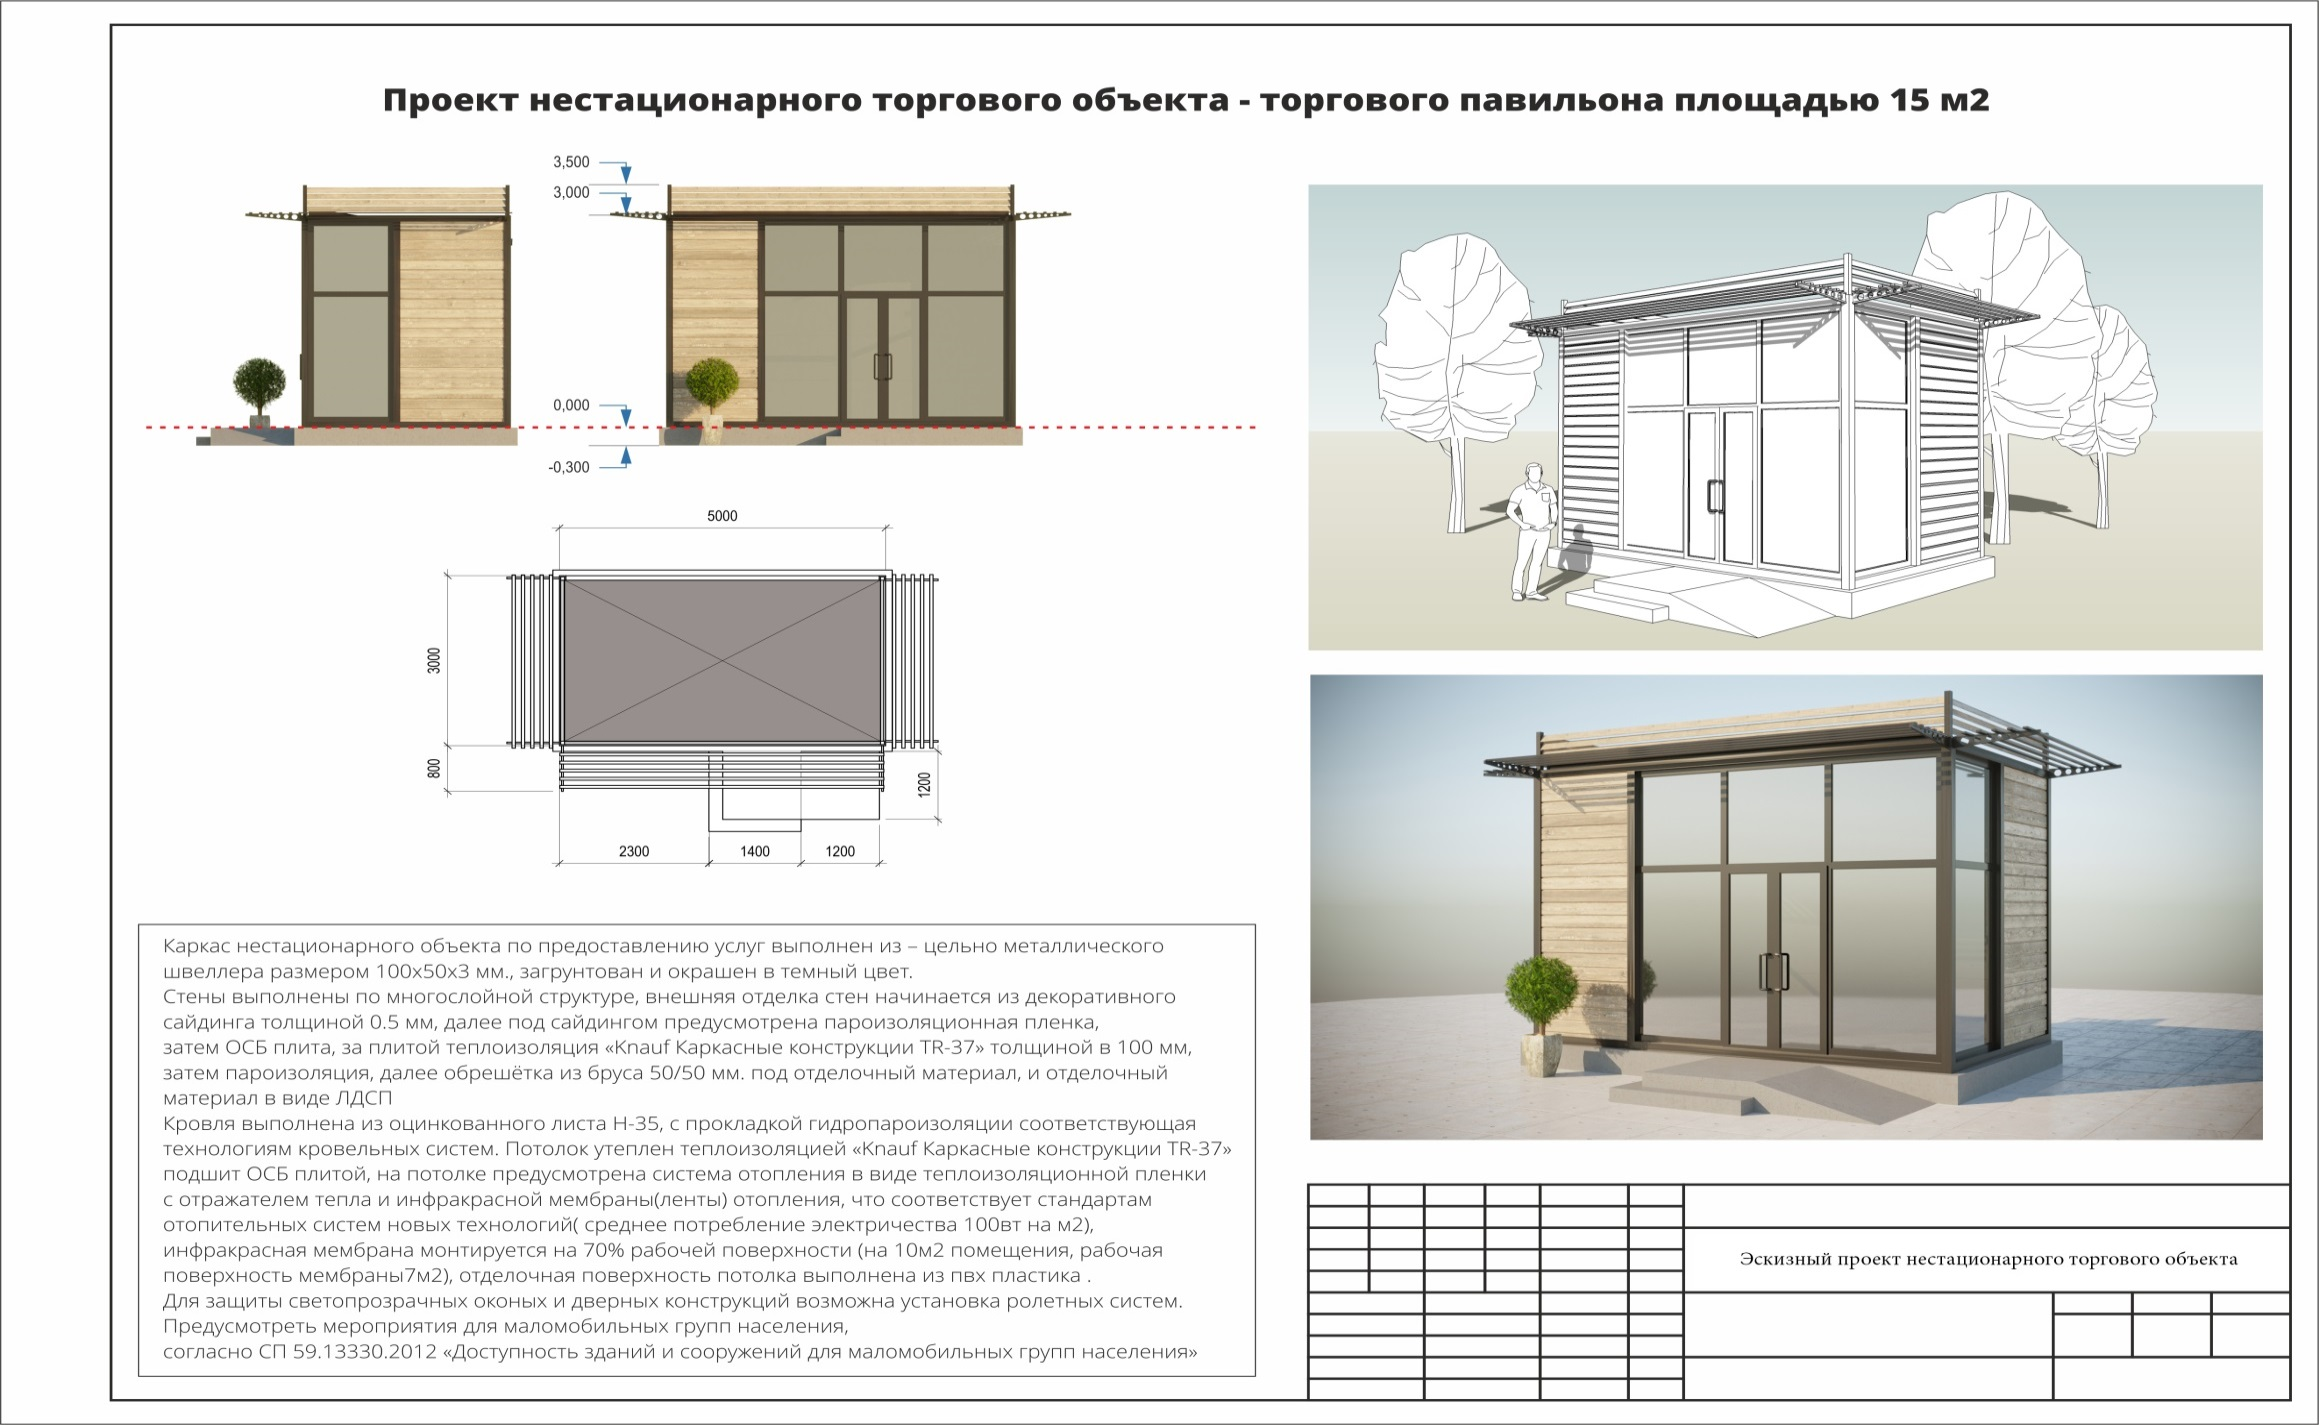 Проект нестационарного торгового объекта - торгового павильона площадью 15 м2
3,500
3,000
0,000
-0,300
5000
3000
800
1200
2300
1400
1200
Каркас нестационарного объекта по предоставлению услуг выполнен из – цельно металлического
швеллера размером 100х50х3 мм., загрунтован и окрашен в темный цвет.
Стены выполнены по многослойной структуре, внешняя отделка стен начинается из декоративного
сайдинга толщиной 0.5 мм, далее под сайдингом предусмотрена пароизоляционная пленка,
затем ОСБ плита, за плитой теплоизоляция «Knauf Каркасные конструкции TR-37» толщиной в 100 мм,
затем пароизоляция, далее обрешётка из бруса 50/50 мм. под отделочный материал, и отделочный
материал в виде ЛДСП
Кровля выполнена из оцинкованного листа Н-35, с прокладкой гидропароизоляции соответствующая
технологиям кровельных систем. Потолок утеплен теплоизоляцией «Knauf Каркасные конструкции TR-37»
подшит ОСБ плитой, на потолке предусмотрена система отопления в виде теплоизоляционной пленки
с отражателем тепла и инфракрасной мембраны(ленты) отопления, что соответствует стандартам
отопительных систем новых технологий( среднее потребление электричества 100вт на м2),
инфракрасная мембрана монтируется на 70% рабочей поверхности (на 10м2 помещения, рабочая
поверхность мембраны7м2), отделочная поверхность потолка выполнена из пвх пластика .
Для защиты светопрозрачных оконых и дверных конструкций возможна установка ролетных систем.
Предусмотреть мероприятия для маломобильных групп населения,
согласно СП 59.13330.2012 «Доступность зданий и сооружений для маломобильных групп населения»
Эскизный проект нестационарного торгового объекта